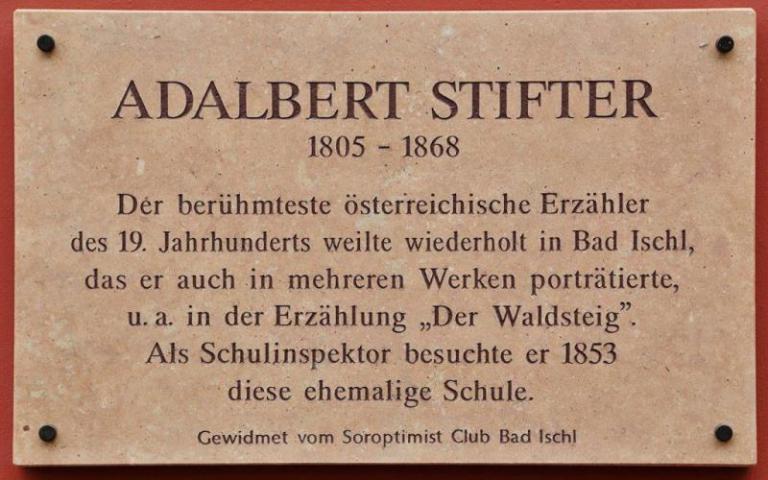 ADALBERT STIFTER
1805 – 1868
Der berühmteste österreichische Erzähler
des 19. Jahrhunderts weilte wiederholt in Bad Ischl,
das er auch in mehreren Werken porträtierte,
u. a. in der Erzählung „Der Waldsteig”.
Als Schulinspektor besuchte er 1853
diese ehemalige Schule.
Gewidmet vom Soroptimist Club Bad Ischl